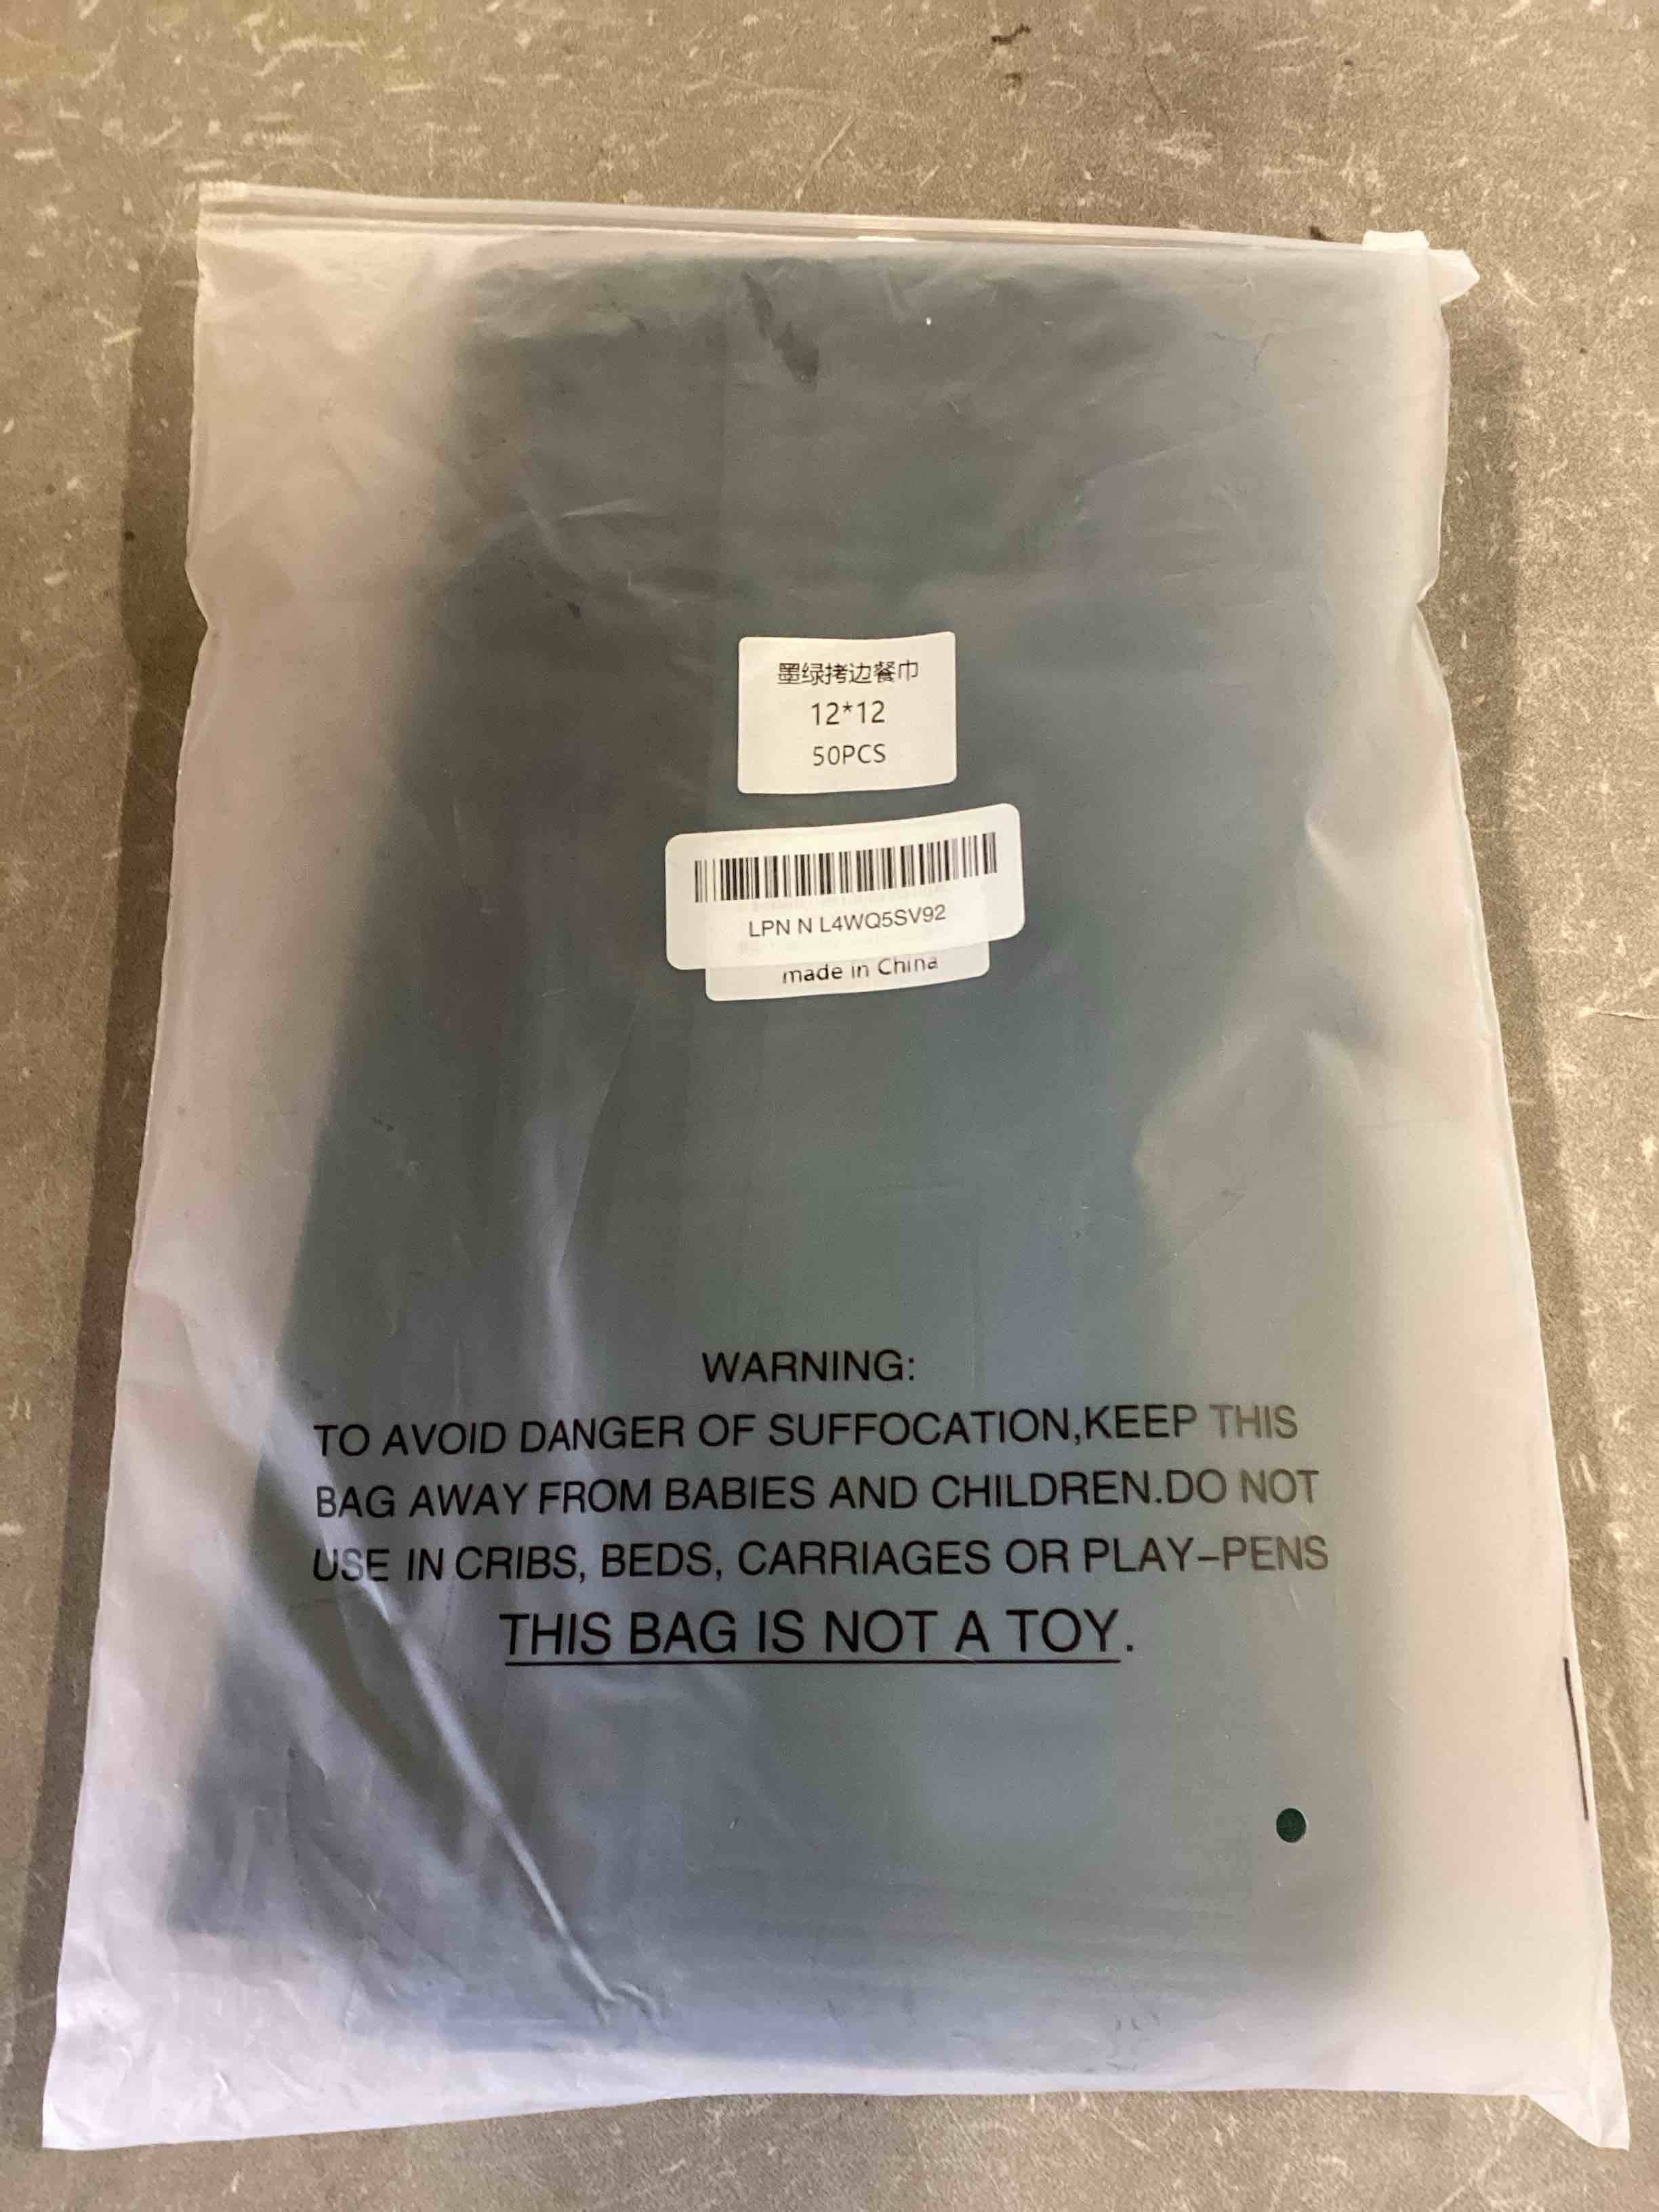 墨绿拷边餐巾
12*12
50PCS
LPN N L4WQ5SV92
made in China
WARNING:
TO AVOID DANGER OF SUFFOCATION,KEEP THIS
BAG AWAY FROM BABIES AND CHILDREN.DO NOT
USE IN CRIBS, BEDS, CARRIAGES OR PLAY-PENS
THIS BAG IS NOT A TOY.